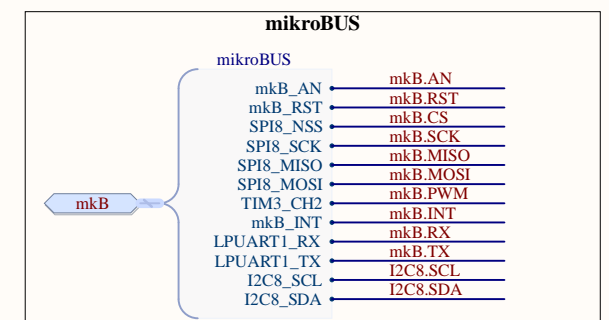 mikroBUS
mikroBUS
mkB_AN mkB.AN
mkB_RST mkB.RST
SPI8_NSS mkB.CS
SPI8_SCK mkB.SCK
SPI8_MISO mkB.MISO
SPI8_MOSI mkB.MOSI
mkB TIM3_CH2 mkB.PWM
mkB_INT mkB.INT
LPUART1_RX mkB.RX
LPUART1_TX mkB.TX
I2C8_SCL I2C8.SCL
I2C8_SDA I2C8.SDA